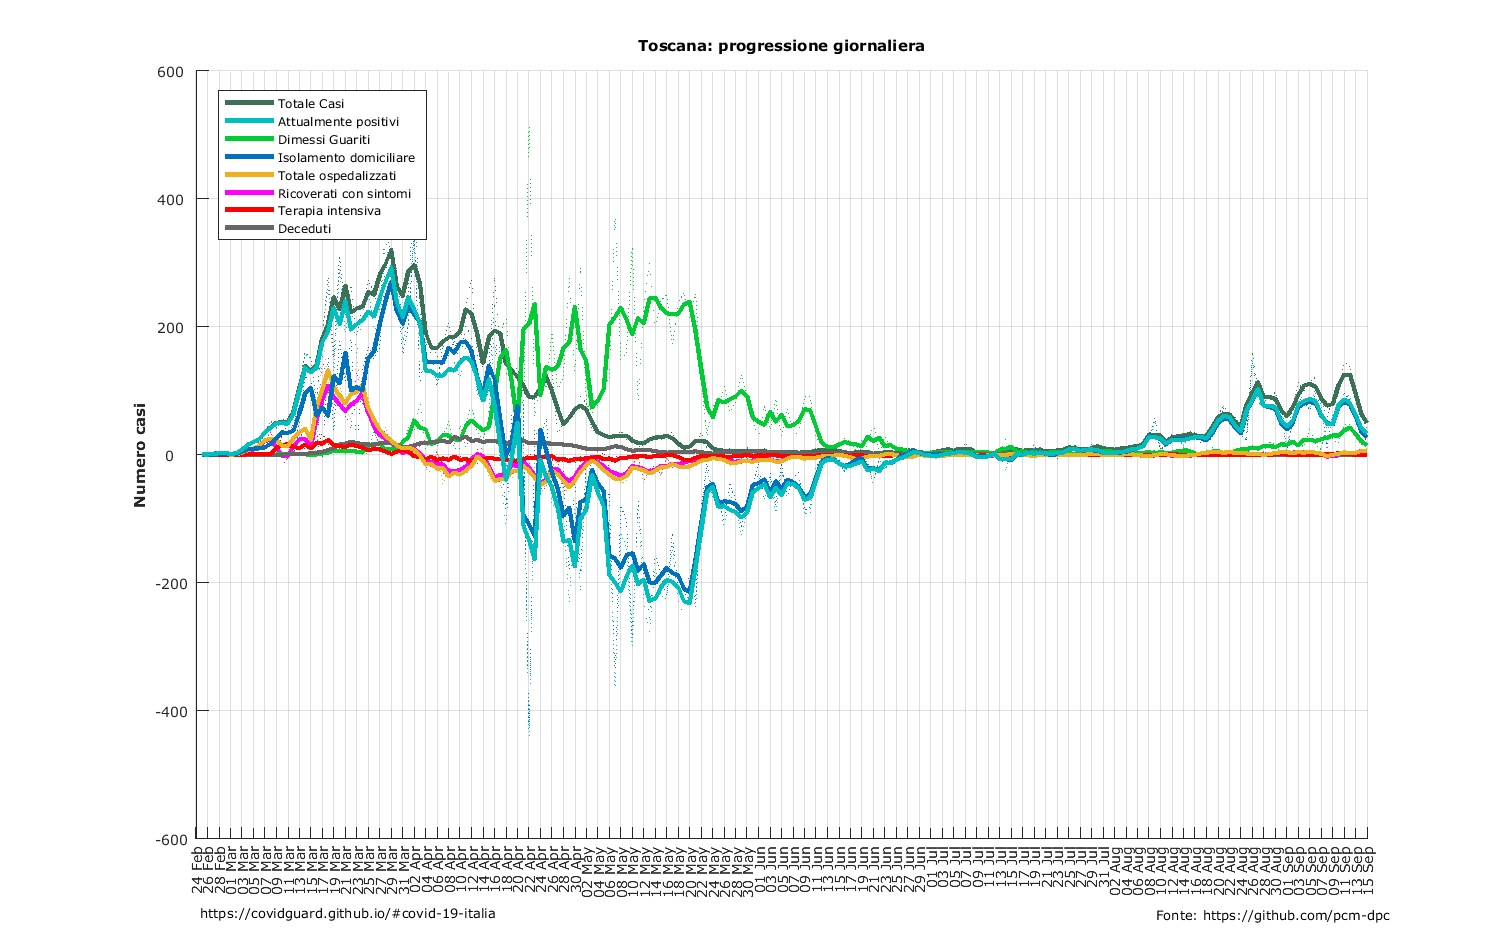 Toscana: progressione giornaliera
600
400
200
0
-200
-400
-600
Numero casi
Totale Casi
Attualmente positivi
Dimessi Guariti
Isolamento domiciliare
Totale ospedalizzati
Ricoverati con sintomi
Terapia intensiva
Deceduti
24 Feb
26 Feb
28 Feb
01 Mar
03 Mar
05 Mar
07 Mar
09 Mar
11 Mar
13 Mar
15 Mar
17 Mar
19 Mar
21 Mar
23 Mar
25 Mar
27 Mar
29 Mar
31 Mar
02 Apr
04 Apr
06 Apr
08 Apr
10 Apr
12 Apr
14 Apr
16 Apr
18 Apr
20 Apr
22 Apr
24 Apr
26 Apr
28 Apr
30 Apr
02 May
04 May
06 May
08 May
10 May
12 May
14 May
16 May
18 May
20 May
22 May
24 May
26 May
28 May
30 May
01 Jun
03 Jun
05 Jun
07 Jun
09 Jun
11 Jun
13 Jun
15 Jun
17 Jun
19 Jun
21 Jun
23 Jun
25 Jun
27 Jun
29 Jun
01 Jul
03 Jul
05 Jul
07 Jul
09 Jul
11 Jul
13 Jul
15 Jul
17 Jul
19 Jul
21 Jul
23 Jul
25 Jul
27 Jul
29 Jul
31 Jul
02 Aug
04 Aug
06 Aug
08 Aug
10 Aug
12 Aug
14 Aug
16 Aug
18 Aug
20 Aug
22 Aug
24 Aug
26 Aug
28 Aug
30 Aug
01 Sep
03 Sep
05 Sep
07 Sep
09 Sep
11 Sep
13 Sep
15 Sep
https://covidguard.github.io/#covid-19-italia
Fonte: https://github.com/pcm-dpc